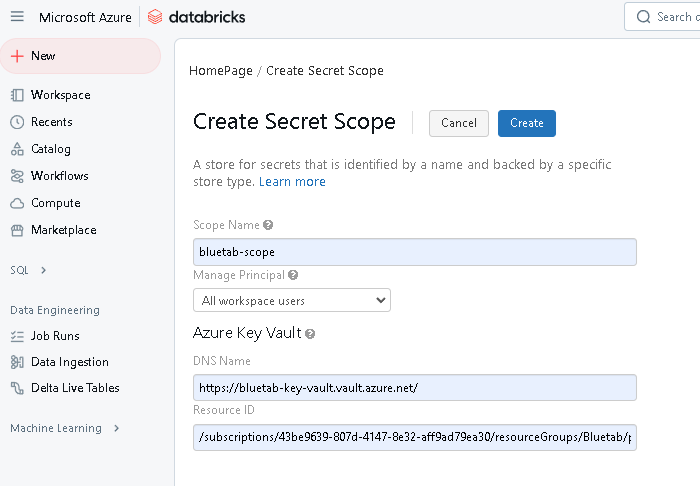 Microsoft Azure
databricks
Search
New
Workspace
Recents
Catalog
Workflows
Compute
Marketplace
SQL
Data Engineering
Job Runs
Data Ingestion
Delta Live Tables
Machine Learning
HomePage / Create Secret Scope
Create Secret Scope
Cancel
Create
A store for secrets that is identified by a name and backed by a specific
store type. Learn more
Scope Name
bluetab-scope
Manage Principal
All workspace users
Azure Key Vault
DNS Name
https://bluetab-key-vault.vault.azure.net/
Resource ID
/subscriptions/43be9639-807d-4147-8e32-aff9ad79ea30/resourceGroups/Bluetab/